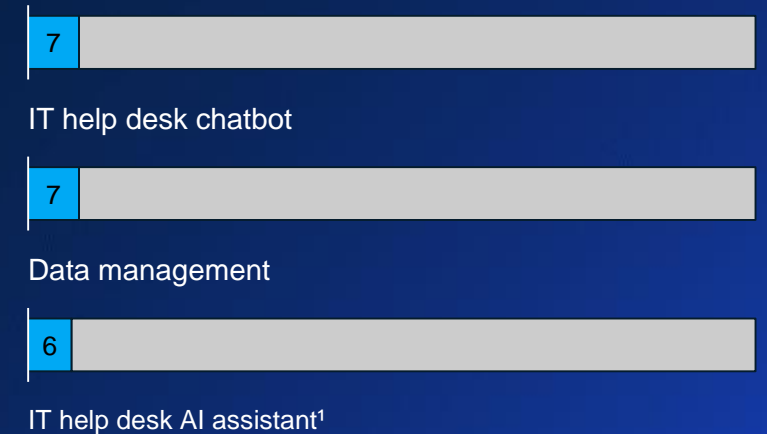 7
IT help desk chatbot
7
Data management
6
IT help desk AI assistant¹